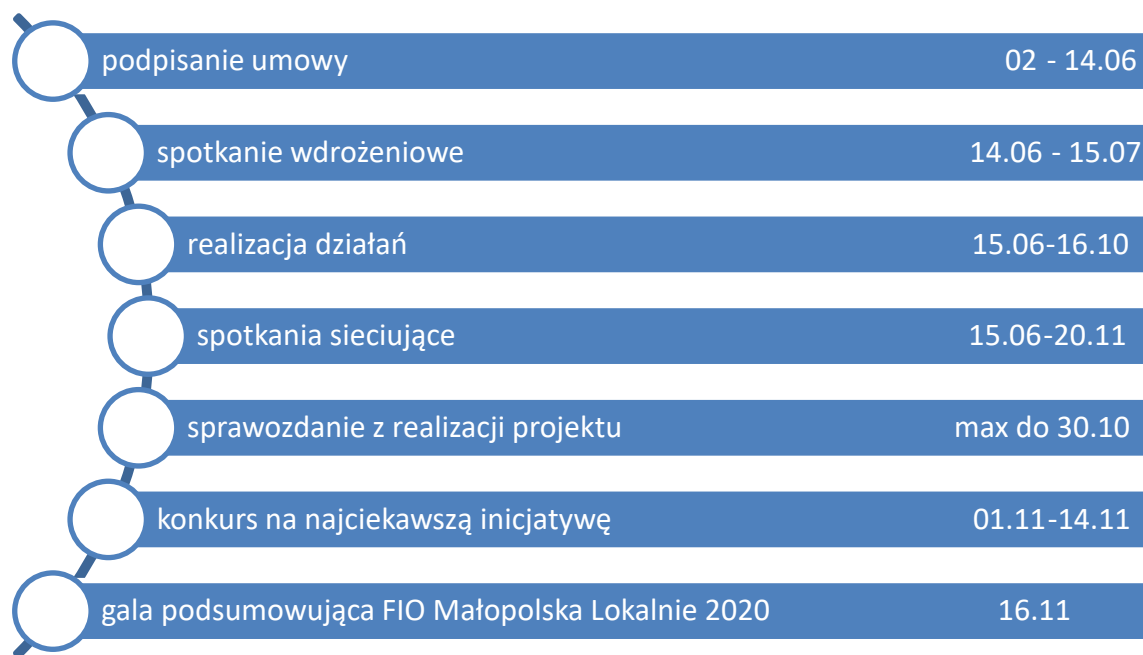 podpisanie umowy 02 - 14.06
spotkanie wdrożeniowe 14.06 - 15.07
realizacja działań 15.06-16.10
spotkania sieciujące 15.06-20.11
sprawozdanie z realizacji projektu max do 30.10
konkurs na najciekawszą inicjatywę 01.11-14.11
gala podsumowująca FIO Małopolska Lokalnie 2020 16.11